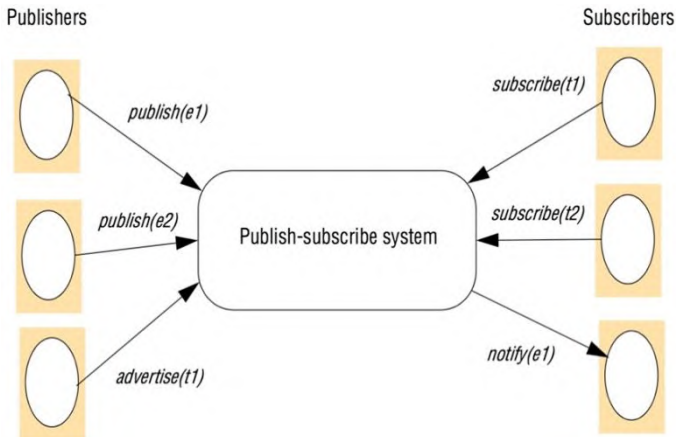 Publishers
Subscribers
publish(e1)
subscribe(t1)
publish(e2)
subscribe(t2)
Publish-subscribe system
advertise(t1)
notify(e1)